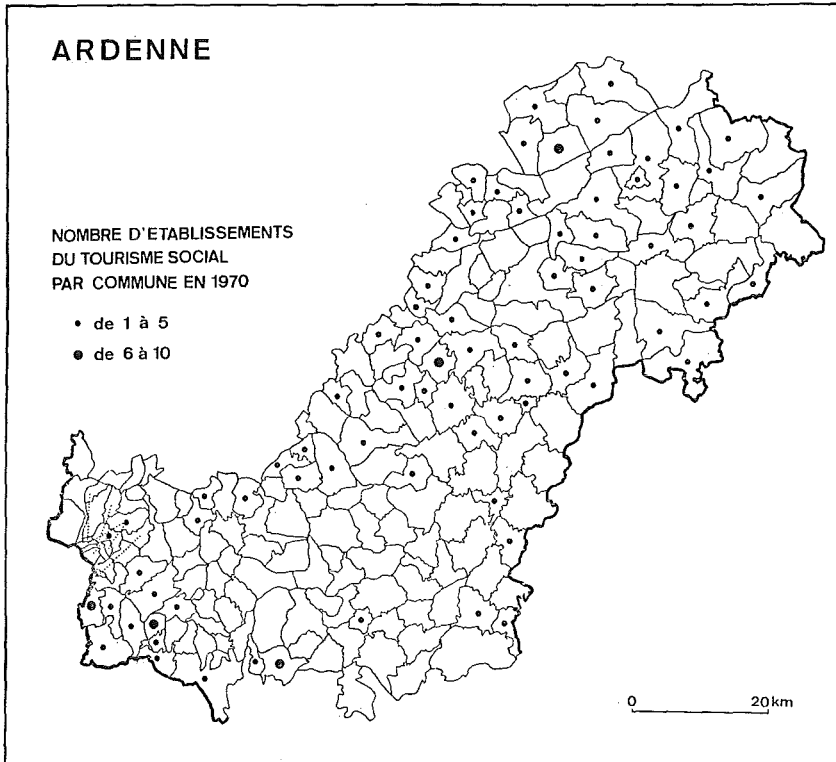 ARDENNE
NOMBRE D'ETABLISSEMENTS
DU TOURISME SOCIAL
PAR COMMUNE EN 1970
de 1 à 5
de 6 à 10
0 20km